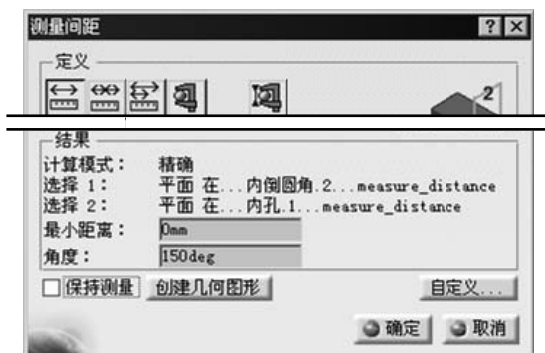 测量间距
定义
2
结果
计算模式： 精确
选择 1： 平面 在...内倒圆角.2...measure_distance
选择 2： 平面 在...内孔.1...measure_distance
最小距离： 0mm
角度： 150deg
保持测量 创建几何图形 自定义...
确定 取消